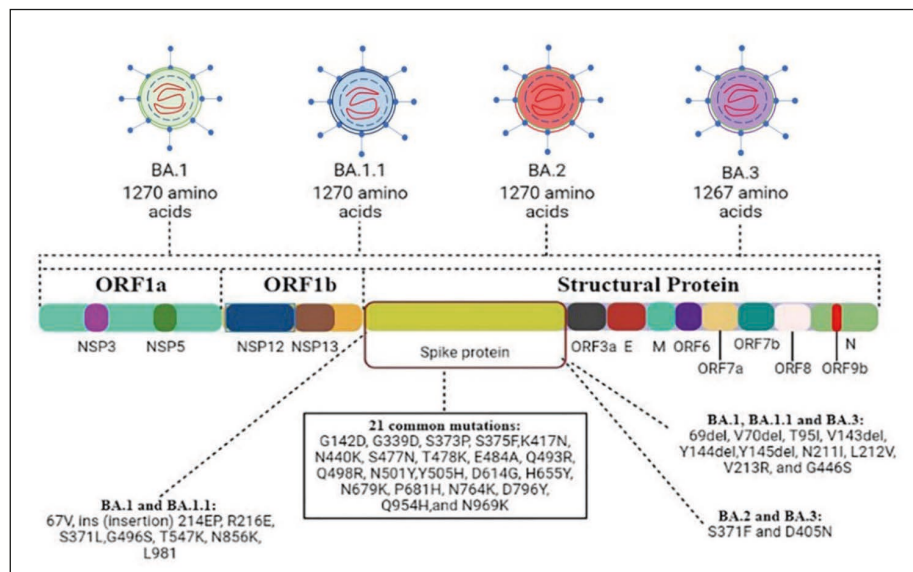 BA.1
1270 amino
acids
BA.1.1
1270 amino
acids
BA.2
1270 amino
acids
BA.3
1267 amino
acids
ORF1a
ORF1b
Structural Protein
NSP3
NSP5
NSP12
NSP13
Spike protein
ORF3a
E
M
ORF6
ORF7a
ORF7b
ORF8
ORF9b
N
21 common mutations:
G142D, G339D, S373P, S375F,K417N,
N440K, S477N, T478K, E484A, Q493R,
Q498R, N501Y,Y505H, D614G, H655Y,
N679K, P681H, N764K, D796Y,
Q954H,and N969K
BA.1, BA.1.1 and BA.3:
69del, V70del, T95I, V143del,
Y144del,Y145del, N211I, L212V,
V213R, and G446S
BA.1 and BA.1.1:
67V, ins (insertion) 214EP, R216E,
S371L,G496S, T547K, N856K,
L981
BA.2 and BA.3:
S371F and D405N